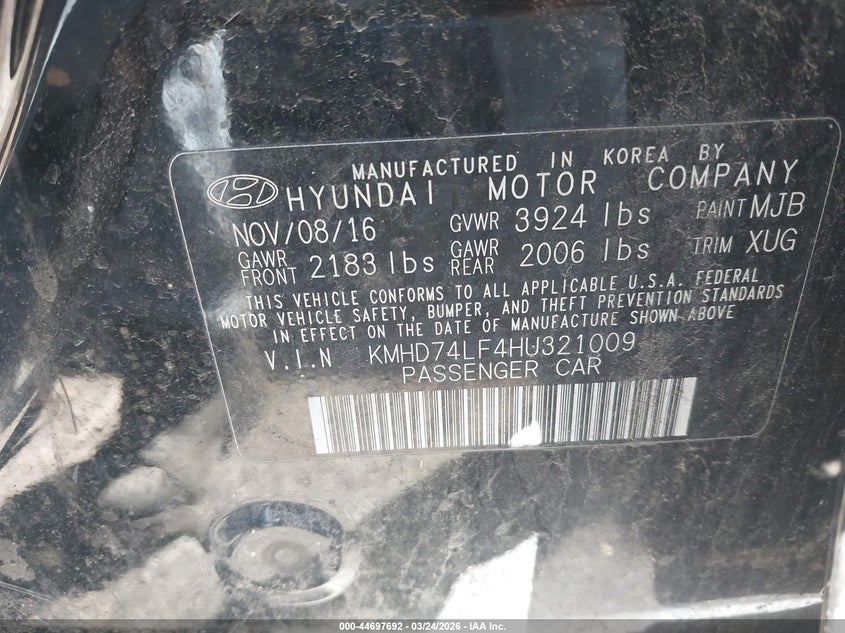 MANUFACTURED IN KOREA BY
HYUNDAI MOTOR COMPANY
NOV/08/16 GVWR 3924 lbs PAINT MJB
GAWR FRONT 2183 lbs GAWR REAR 2006 lbs TRIM XUG
THIS VEHICLE CONFORMS TO ALL APPLICABLE U.S.A. FEDERAL
MOTOR VEHICLE SAFETY, BUMPER, AND THEFT PREVENTION STANDARDS
IN EFFECT ON THE DATE OF MANUFACTURE SHOWN ABOVE
V.I.N KMHD74LF4HU321009
PASSENGER CAR
000-44697692 - 03/24/2026 - IAA Inc.